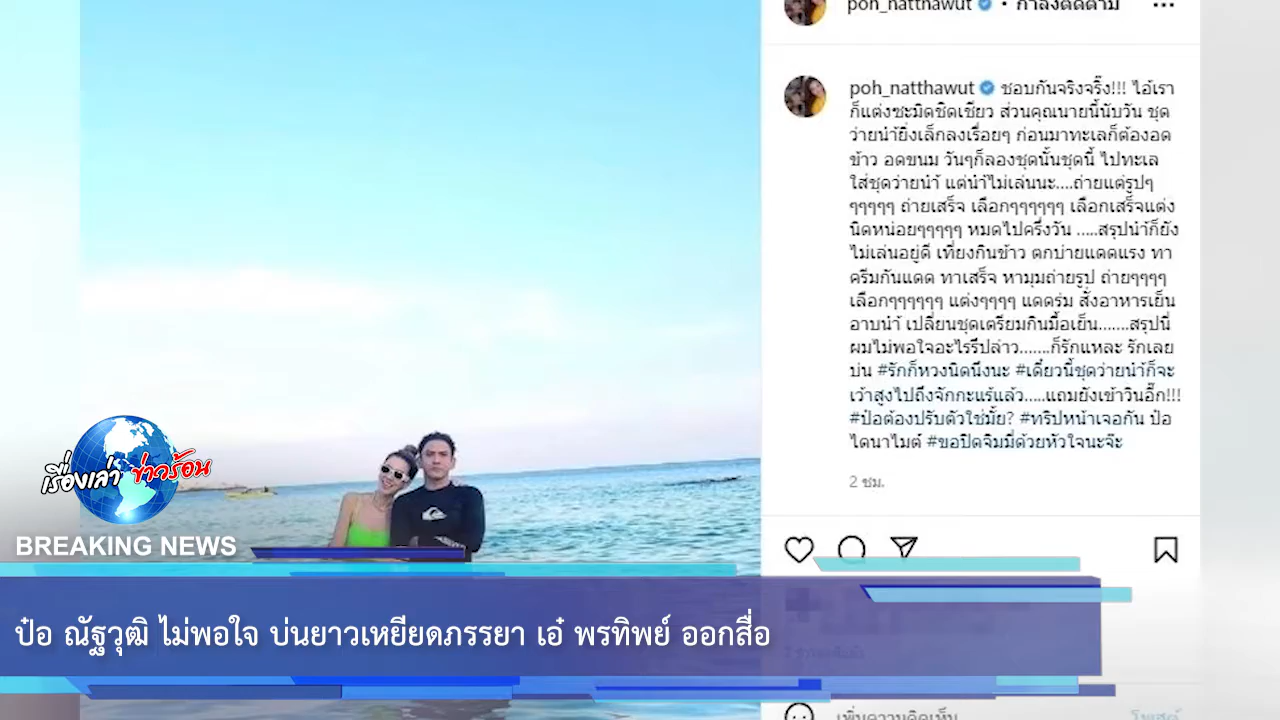 poh_natthawut • กำลังติดตาม ...
poh_natthawut ชอบกันจริงจริ๊ง!!! ไอ้เรา
ก็แต่งซะมิดชิดเชียว ส่วนคุณนายนี้นับวัน ชุด
ว่ายน้ำยิ่งเล็กลงเรื่อยๆ ก่อนมาทะเลก็ต้องอด
ข้าว อดขนม วันๆก็ลองชุดนั้นชุดนี้ ไปทะเล
ใส่ชุดว่ายน้ำ แต่น้ำไม่เล่นนะ....ถ่ายแต่รูปๆ
ๆๆๆๆๆ ถ่ายเสร็จ เลือกๆๆๆๆๆๆ เลือกเสร็จแต่ง
นิดหน่อยๆๆๆๆๆ หมดไปครึ่งวัน .....สรุปน้ำก็ยัง
ไม่เล่นอยู่ดี เที่ยงกินข้าว ตกบ่ายแดดแรง ทา
ครีมกันแดด ทาเสร็จ หามุมถ่ายรูป ถ่ายๆๆๆๆ
เลือกๆๆๆๆๆๆ แต่งๆๆๆๆ แดดร่ม สั่งอาหารเย็น
อาบน้ำ เปลี่ยนชุดเตรียมกินมื้อเย็น.......สรุปนี่
ผมไม่พอใจอะไรรึปล่าว.......ก็รักแหละ รักเลย
บ่น #รักก็หวงนิดนึงนะ #เดี๋ยวนี้ชุดว่ายน้ำก็จะ
เว้าสูงไปถึงจักกะแร้แล้ว.....แถมยังเข้าวินอี๊ก!!!
#ป๋อต้องปรับตัวใช่มั้ย? #ทริปหน้าเจอกัน ป๋อ
ไดนาไมต์ #ขอปิดจิมมี่ด้วยหัวใจนะจ๊ะ
2 ชม.
เรื่องเล่า ข่าวร้อน
BREAKING NEWS
ป๋อ ณัฐวุฒิ ไม่พอใจ บ่นยาวเหยียดภรรยา เอ๋ พรทิพย์ ออกสื่อ
เพิ่มความคิดเห็น โพสต์